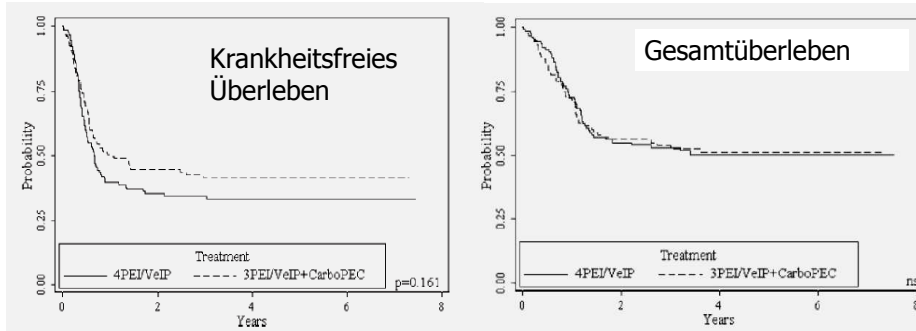 Krankheitsfreies
Überleben
Probability
1.00
0.75
0.50
0.25
0.00
Treatment
4PEI/VeIP
3PEI/VeIP+CarboPEC
p=0.161
0 2 4 6 8
Years
Gesamtüberleben
Probability
1.00
0.75
0.50
0.25
0.00
Treatment
4PEI/VeIP
3PEI/VeIP+CarboPEC
ns
0 2 4 6 8
Years